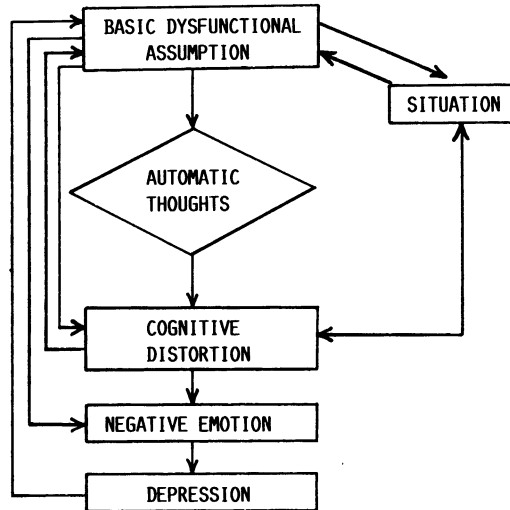 BASIC DYSFUNCTIONAL
ASSUMPTION
SITUATION
AUTOMATIC
THOUGHTS
COGNITIVE
DISTORTION
NEGATIVE EMOTION
DEPRESSION